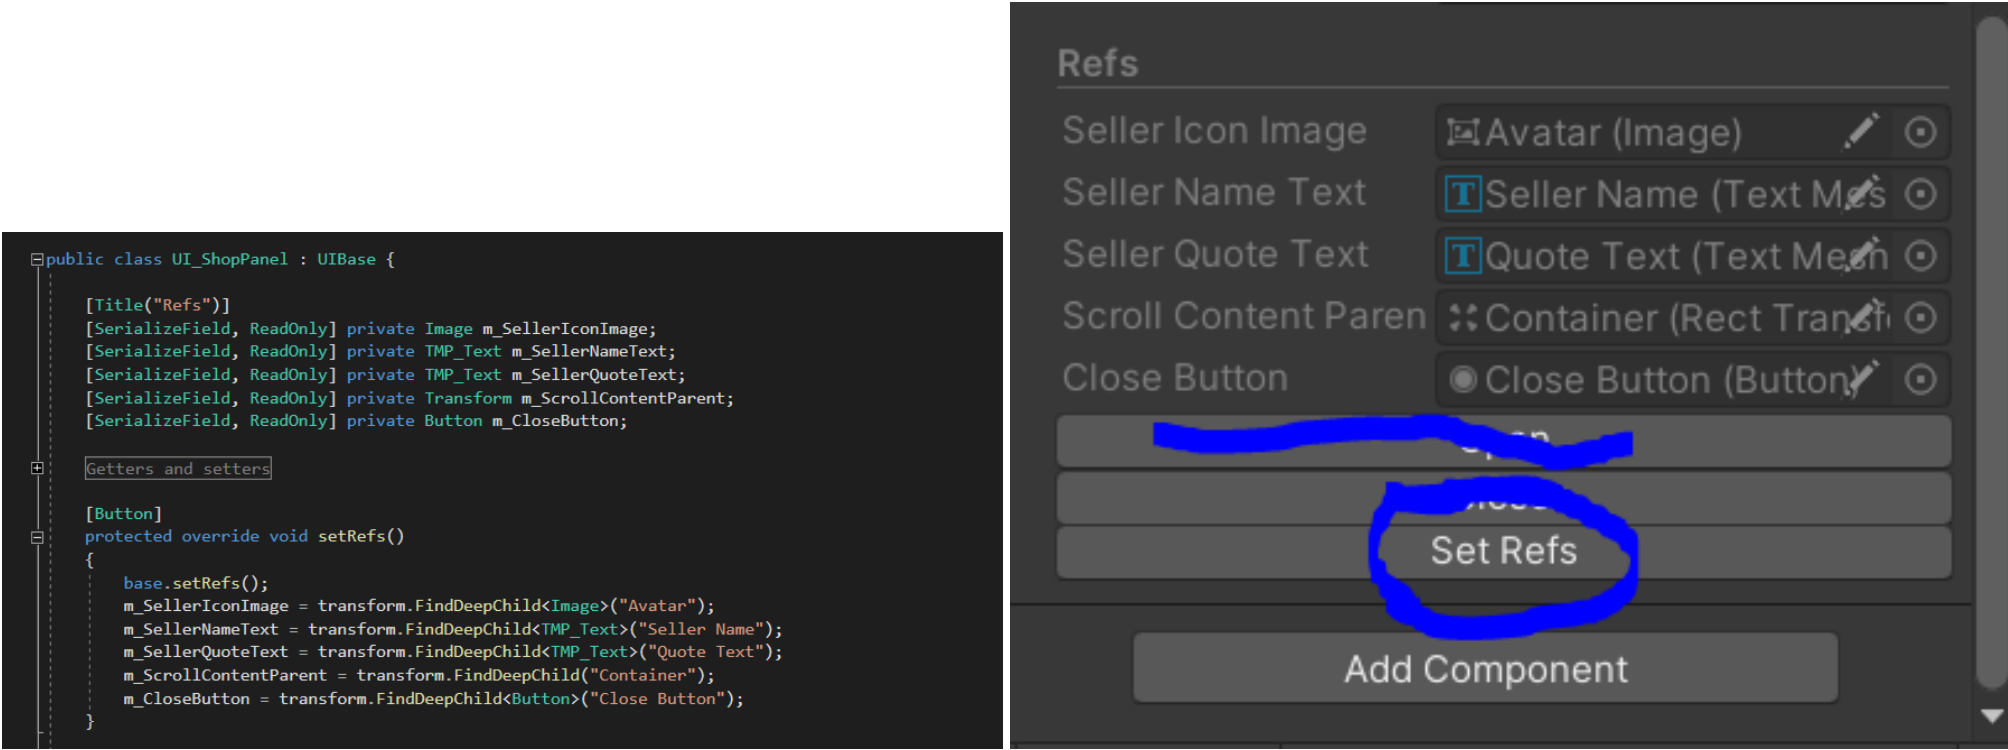 public class UI_ShopPanel : UIBase {
[Title("Refs")]
[SerializeField, ReadOnly] private Image m_SellerIconImage;
[SerializeField, ReadOnly] private TMP_Text m_SellerNameText;
[SerializeField, ReadOnly] private TMP_Text m_SellerQuoteText;
[SerializeField, ReadOnly] private Transform m_ScrollContentParent;
[SerializeField, ReadOnly] private Button m_CloseButton;
Getters and setters
[Button]
protected override void setRefs()
{
base.setRefs();
m_SellerIconImage = transform.FindDeepChild<Image>("Avatar");
m_SellerNameText = transform.FindDeepChild<TMP_Text>("Seller Name");
m_SellerQuoteText = transform.FindDeepChild<TMP_Text>("Quote Text");
m_ScrollContentParent = transform.FindDeepChild("Container");
m_CloseButton = transform.FindDeepChild<Button>("Close Button");
}
Refs
Seller Icon Image Avatar (Image)
Seller Name Text Seller Name (Text Mes
Seller Quote Text Quote Text (Text Mesh
Scroll Content Paren Container (Rect Transf
Close Button Close Button (Button)
Set Refs
Add Component